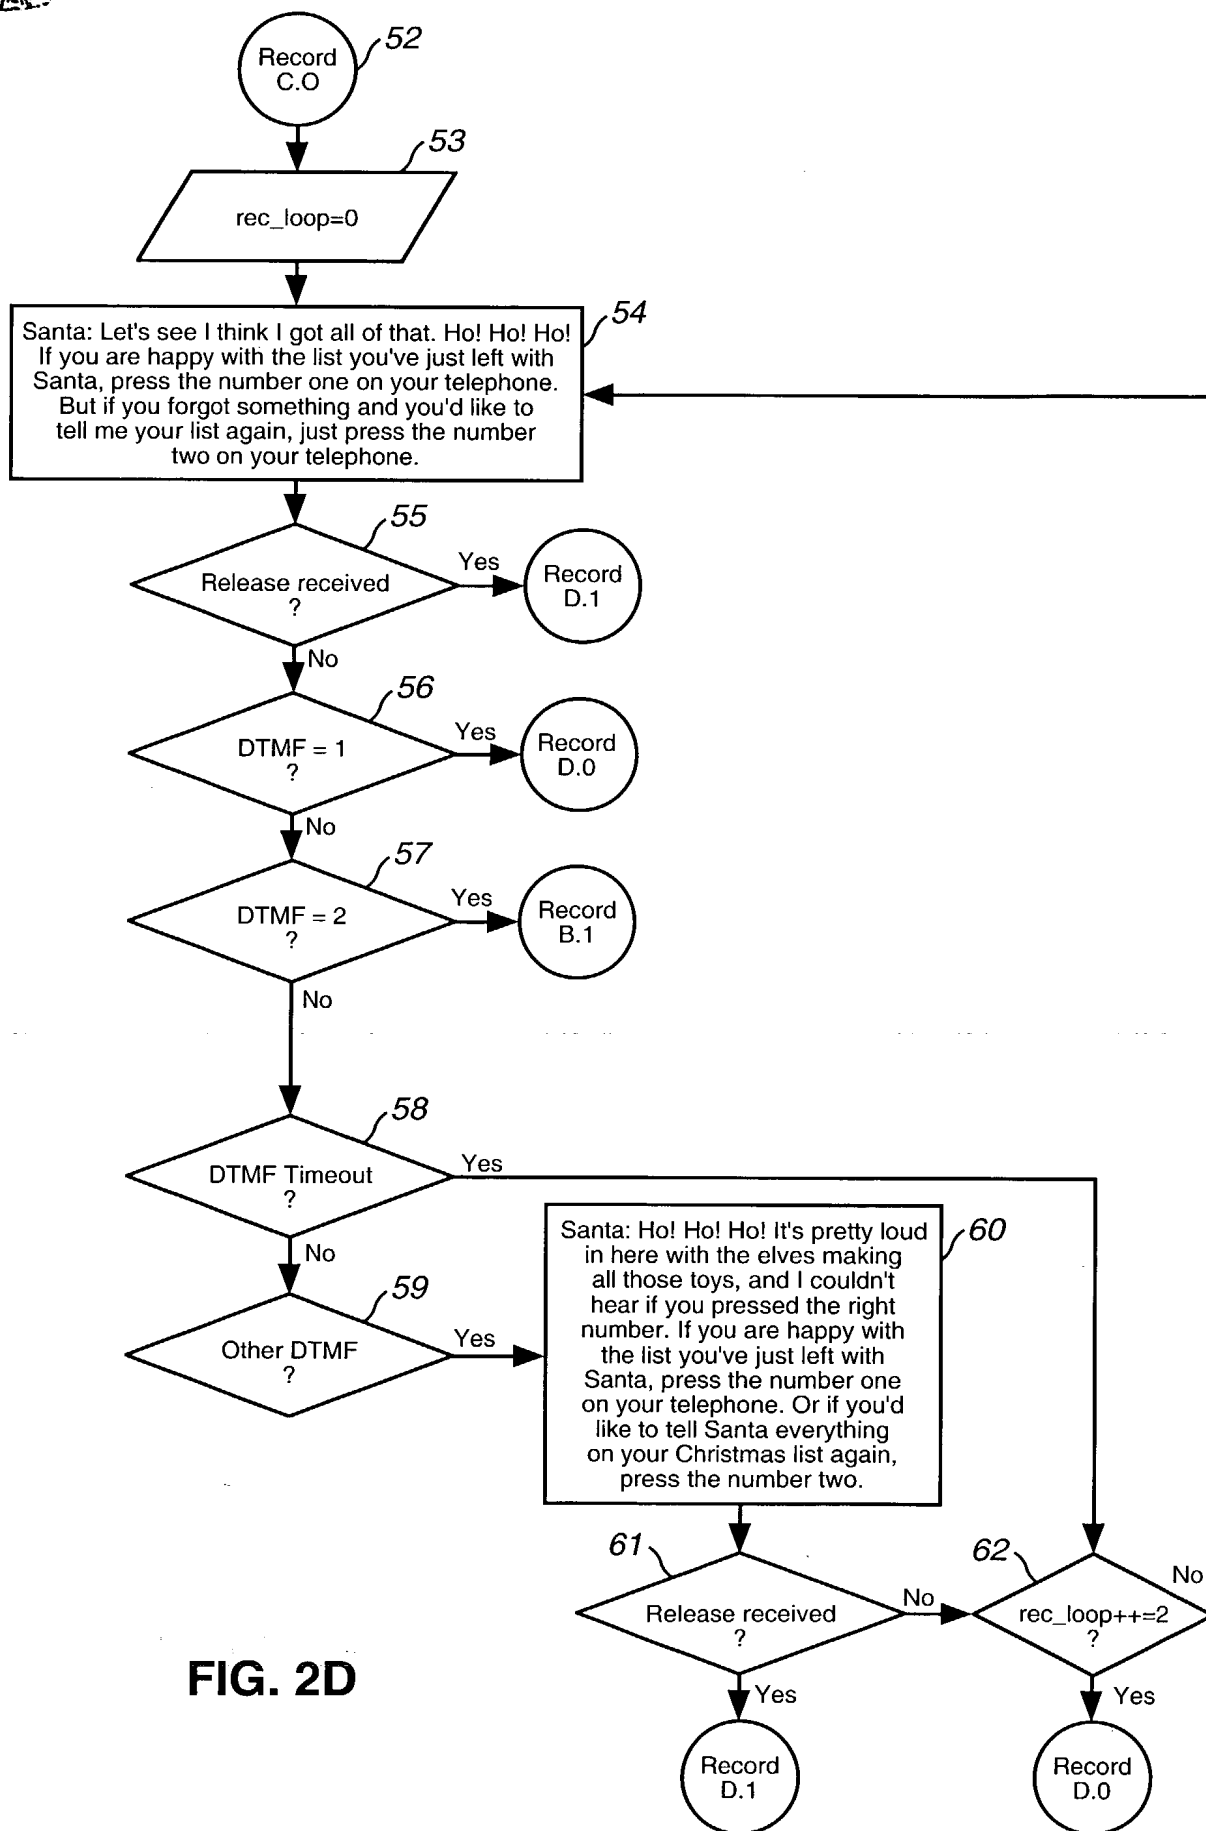 52
Record
C.O
53
rec_loop=0
54
Santa: Let's see I think I got all of that. Ho! Ho! Ho!
If you are happy with the list you've just left with
Santa, press the number one on your telephone.
But if you forgot something and you'd like to
tell me your list again, just press the number
two on your telephone.
55
Release received
?
Yes
Record
D.1
No
56
DTMF = 1
?
Yes
Record
D.0
No
57
DTMF = 2
?
Yes
Record
B.1
No
58
DTMF Timeout
?
Yes
No
59
Other DTMF
?
Yes
60
Santa: Ho! Ho! Ho! It's pretty loud
in here with the elves making
all those toys, and I couldn't
hear if you pressed the right
number. If you are happy with
the list you've just left with
Santa, press the number one
on your telephone. Or if you'd
like to tell Santa everything
on your Christmas list again,
press the number two.
61
Release received
?
No
Yes
Record
D.1
62
rec_loop++=2
?
No
Yes
Record
D.0
FIG. 2D